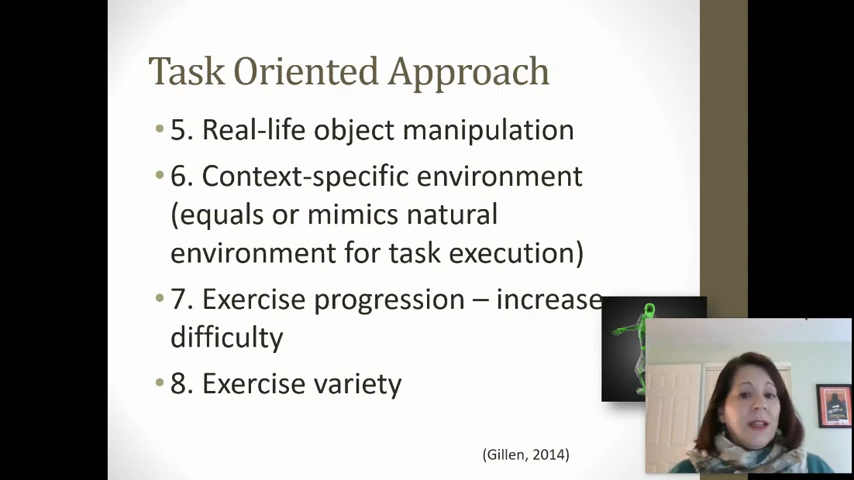 Task Oriented Approach
• 5. Real-life object manipulation
• 6. Context-specific environment
(equals or mimics natural
environment for task execution)
• 7. Exercise progression – increase
difficulty
• 8. Exercise variety
(Gillen, 2014)